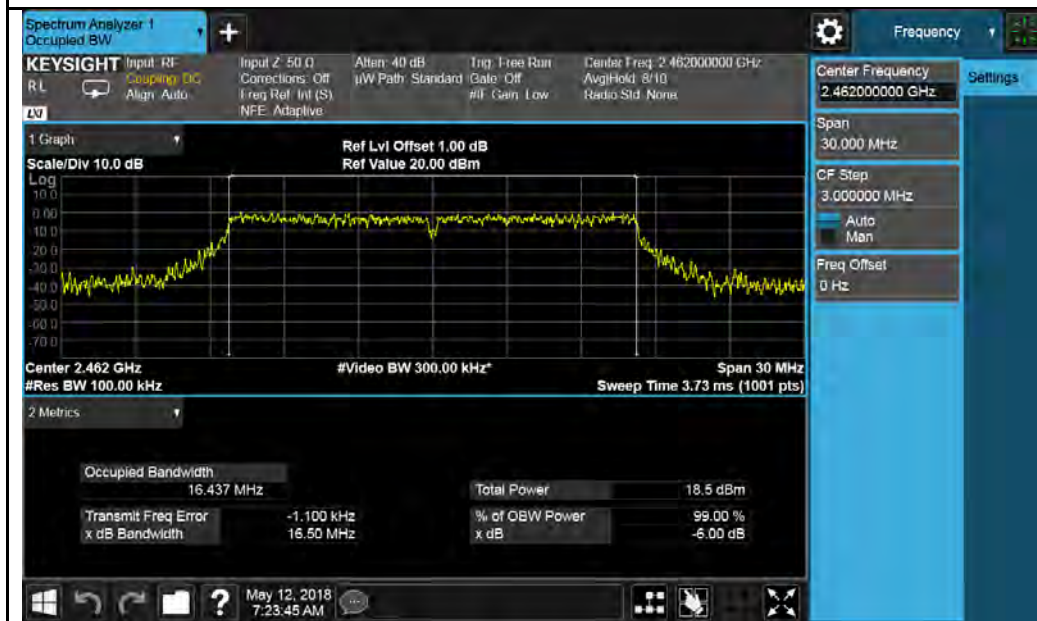 Spectrum Analyzer 1
Occupied BW
+
Frequency
KEYSIGHT Input: RF
Coupling: DC
Align: Auto
R L
LXI
Input Z: 50 Ω
Corrections: Off
Freq Ref: Int (S)
NFE: Adaptive
Atten: 40 dB
µW Path: Standard
Trig: Free Run
Gate: Off
#IF Gain: Low
Center Freq: 2.462000000 GHz
Avg|Hold: 8/10
Radio Std: None
Center Frequency
2.462000000 GHz
Settings
Span
30.000 MHz
CF Step
3.000000 MHz
Auto
Man
Freq Offset
0 Hz
1 Graph
Scale/Div 10.0 dB
Ref Lvl Offset 1.00 dB
Ref Value 20.00 dBm
Log
10.0
0.00
-10.0
-20.0
-30.0
-40.0
-50.0
-60.0
-70.0
Center 2.462 GHz
#Video BW 300.00 kHz*
Span 30 MHz
#Res BW 100.00 kHz
Sweep Time 3.73 ms (1001 pts)
2 Metrics
Occupied Bandwidth
16.437 MHz
Total Power 18.5 dBm
Transmit Freq Error -1.100 kHz
% of OBW Power 99.00 %
x dB Bandwidth 16.50 MHz
x dB -6.00 dB
?
May 12, 2018
7:23:45 AM